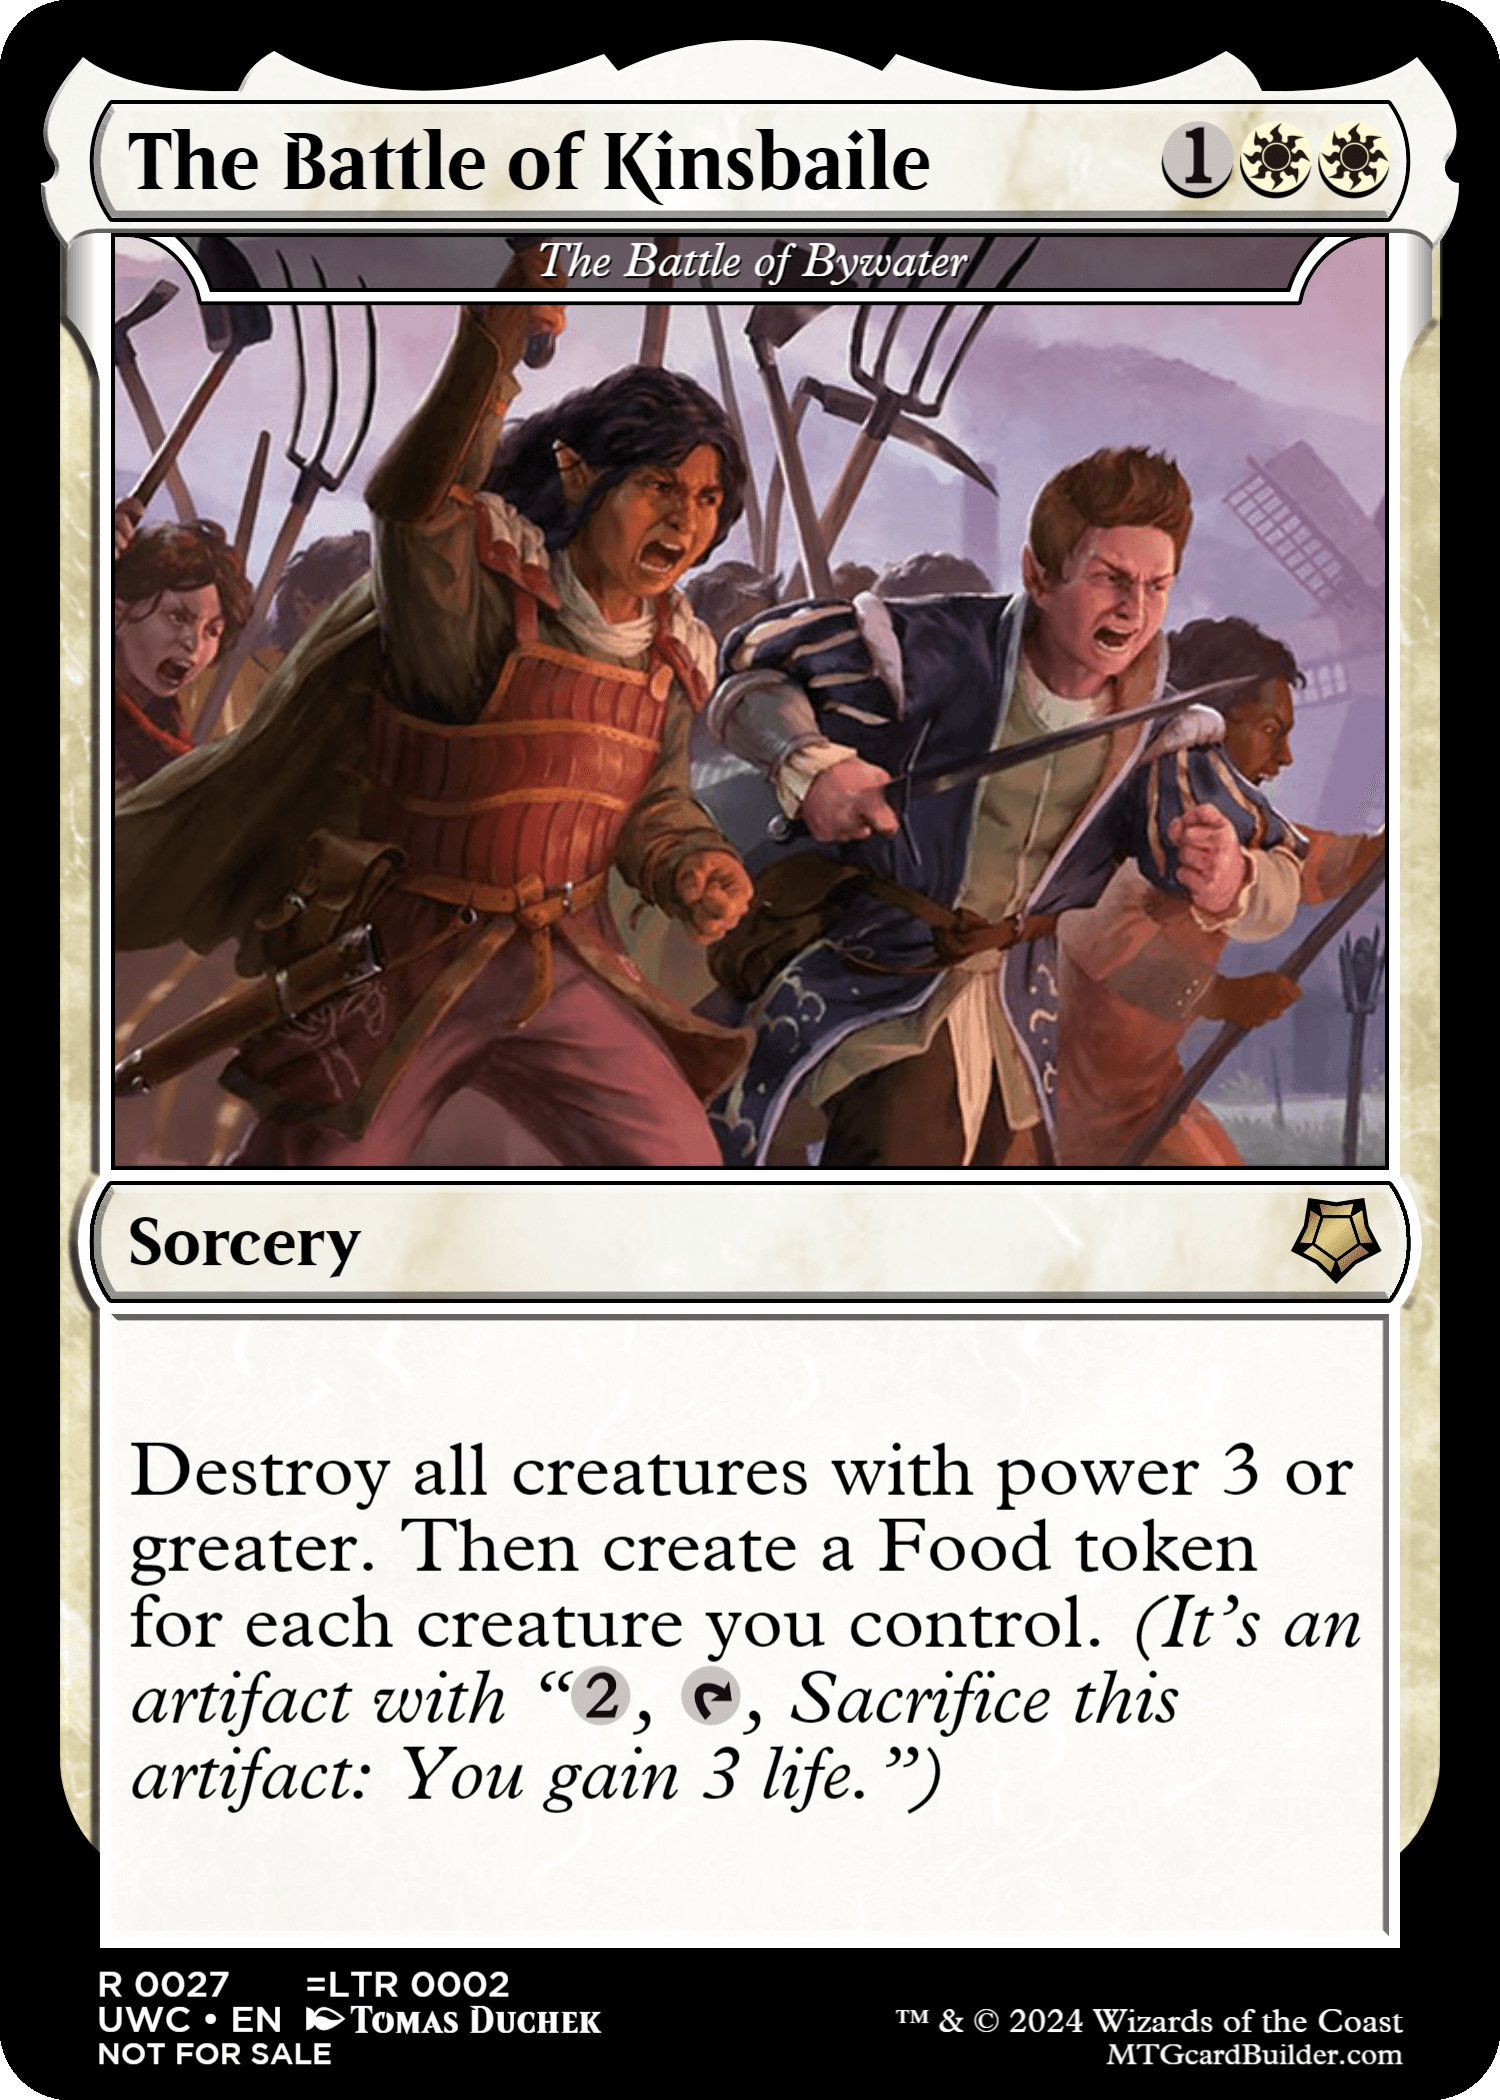 The Battle of Kinsbaile 1
The Battle of Bywater
Sorcery
Destroy all creatures with power 3 or
greater. Then create a Food token
for each creature you control. (It's an
artifact with “2, , Sacrifice this
artifact: You gain 3 life.”)
R 0027 =LTR 0002
UWC • EN Tomas Duchek
NOT FOR SALE
™ & © 2024 Wizards of the Coast
MTGcardBuilder.com